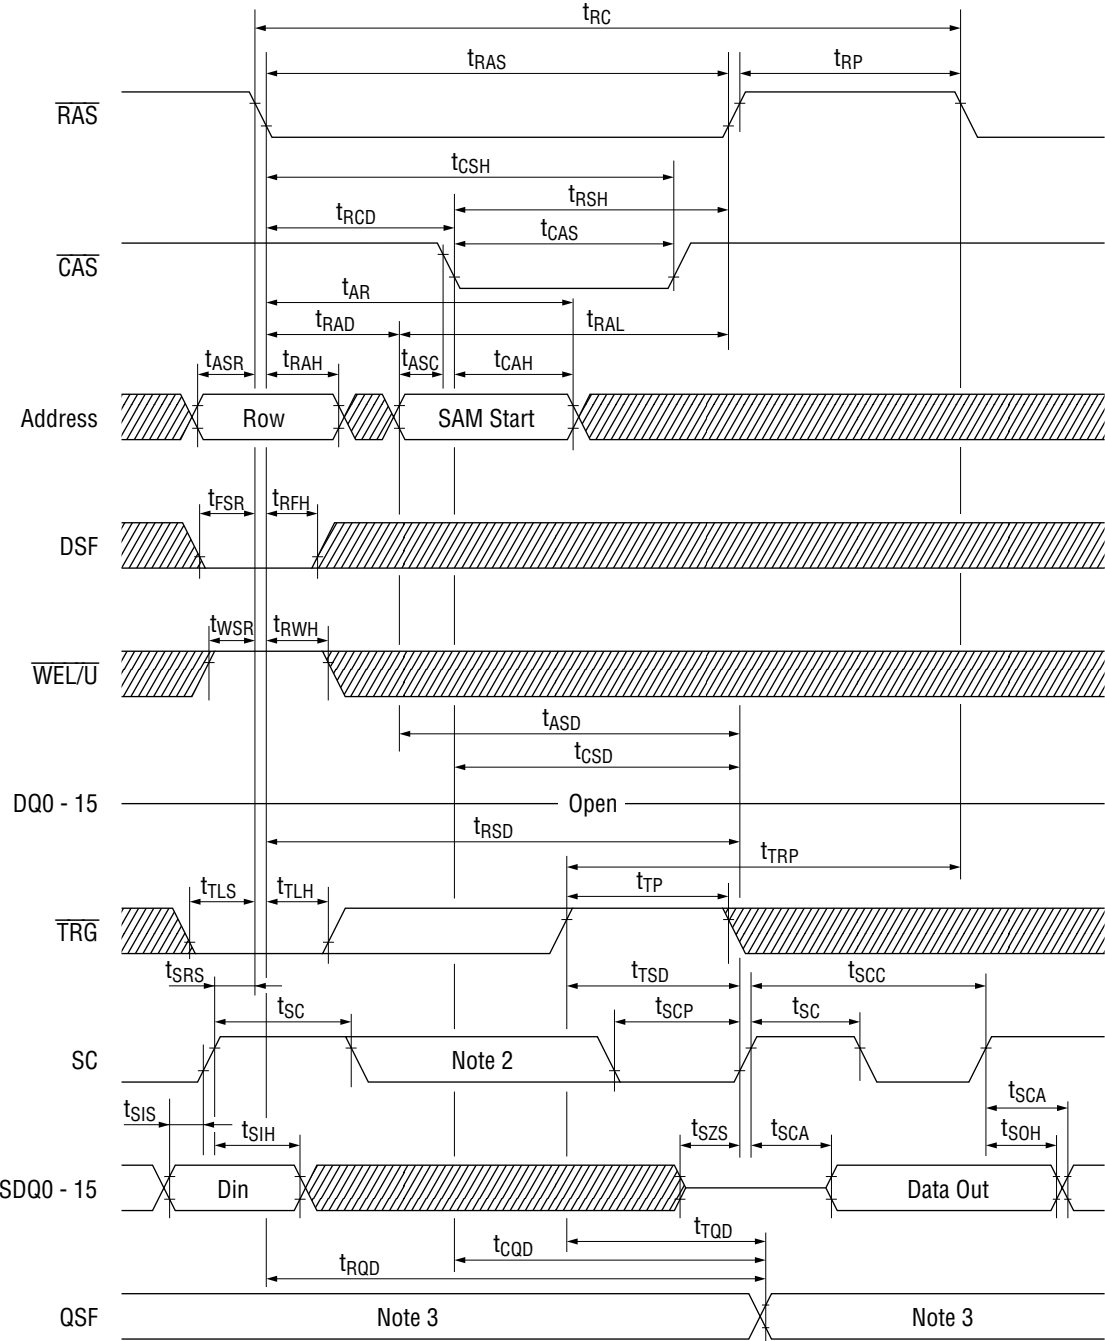 tRC
tRAS
tRP
RAS
tCSH
tRSH
tRCD
tCAS
CAS
tAR
tRAD
tRAL
tASR
tRAH
tASC
tCAH
Address
Row
SAM Start
tFSR
tRFH
DSF
tWSR
tRWH
WEL/U
tASD
tCSD
DQ0 - 15
Open
tRSD
tTRP
tTP
tTLS
tTLH
TRG
tSRS
tTSD
tSCC
tSC
tSCP
tSC
SC
Note 2
tSIS
tSIH
tSZS
tSCA
tSCA
tSOH
SDQ0 - 15
Din
Data Out
tTQD
tCQD
tRQD
QSF
Note 3
Note 3